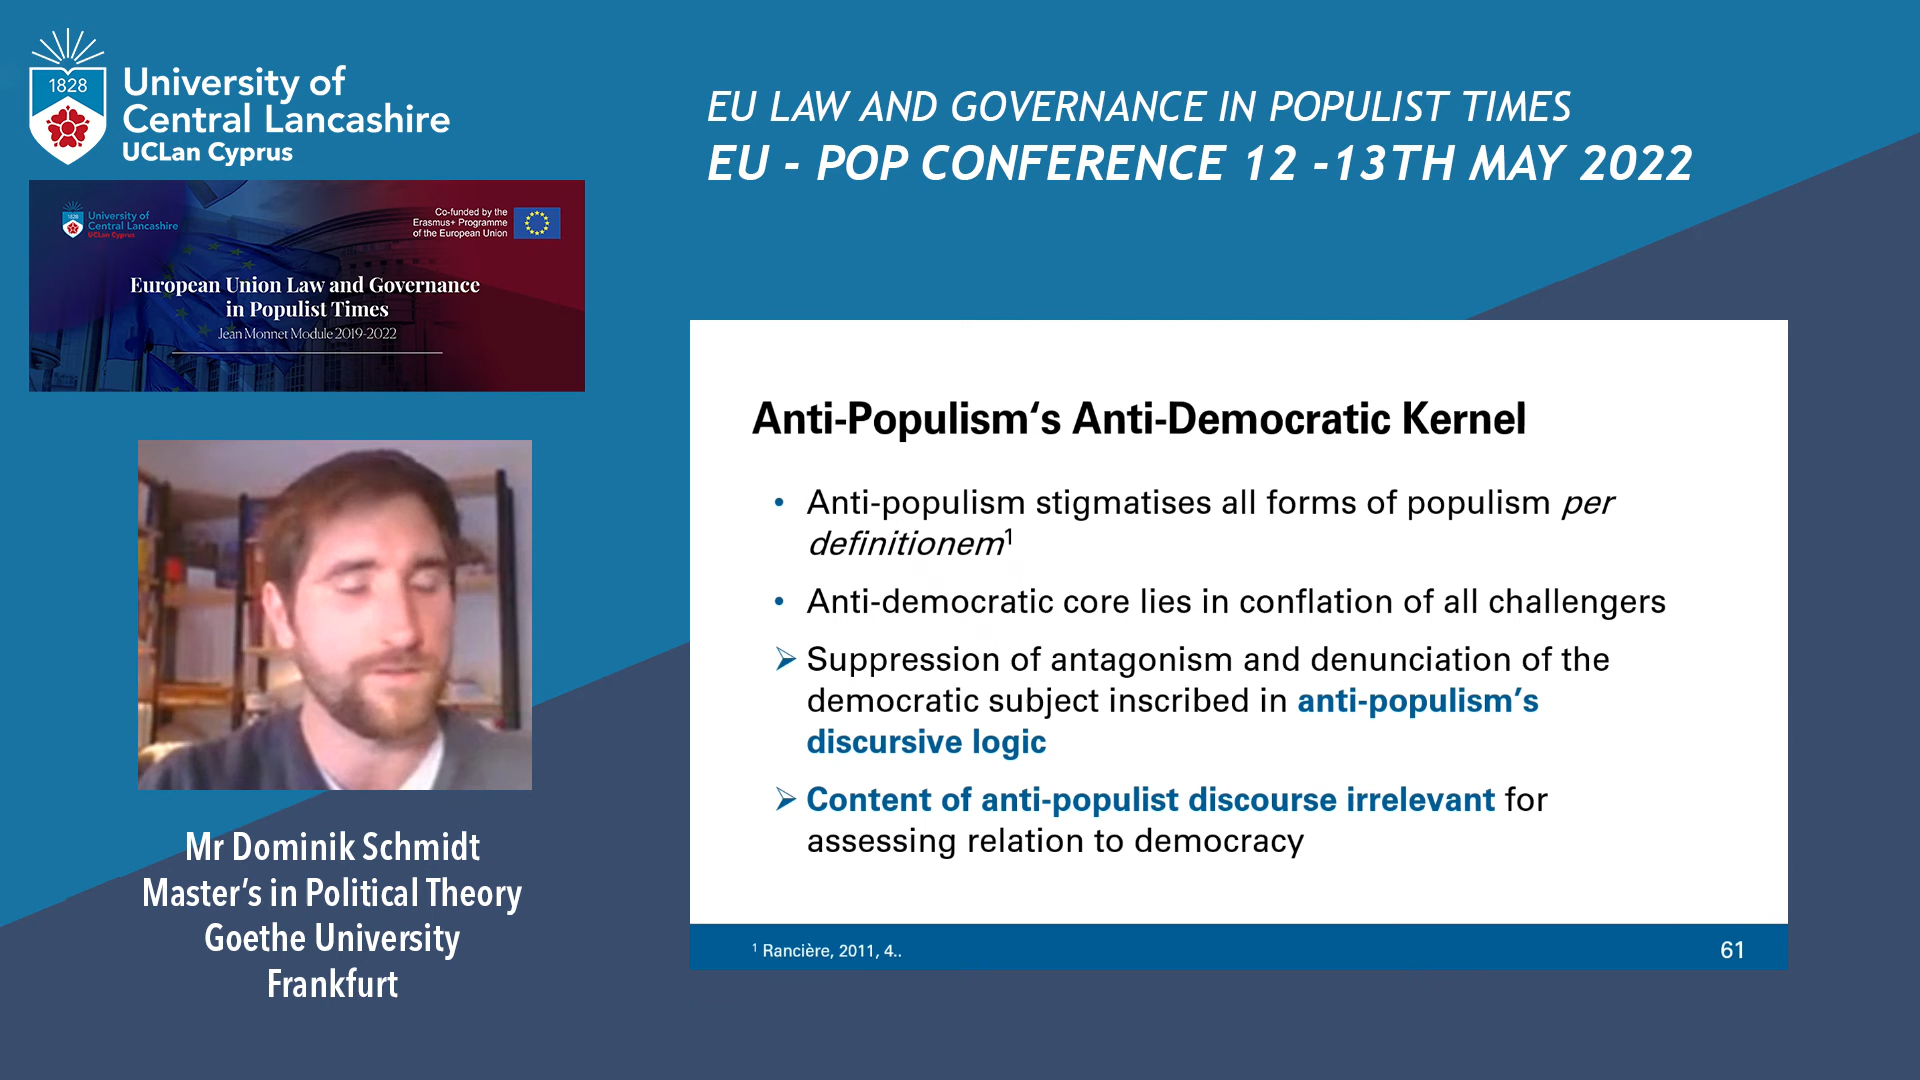 1828
University of
Central Lancashire
UCLan Cyprus
EU LAW AND GOVERNANCE IN POPULIST TIMES
EU - POP CONFERENCE 12 -13TH MAY 2022
1828
University of
Central Lancashire
UCLan Cyprus
Co-funded by the
Erasmus+ Programme
of the European Union
European Union Law and Governance
in Populist Times
Jean Monnet Module 2019-2022
Mr Dominik Schmidt
Master’s in Political Theory
Goethe University
Frankfurt
Anti-Populism‘s Anti-Democratic Kernel
• Anti-populism stigmatises all forms of populism per
definitionem¹
• Anti-democratic core lies in conflation of all challengers
➢ Suppression of antagonism and denunciation of the
democratic subject inscribed in anti-populism’s
discursive logic
➢ Content of anti-populist discourse irrelevant for
assessing relation to democracy
¹ Rancière, 2011, 4..
61